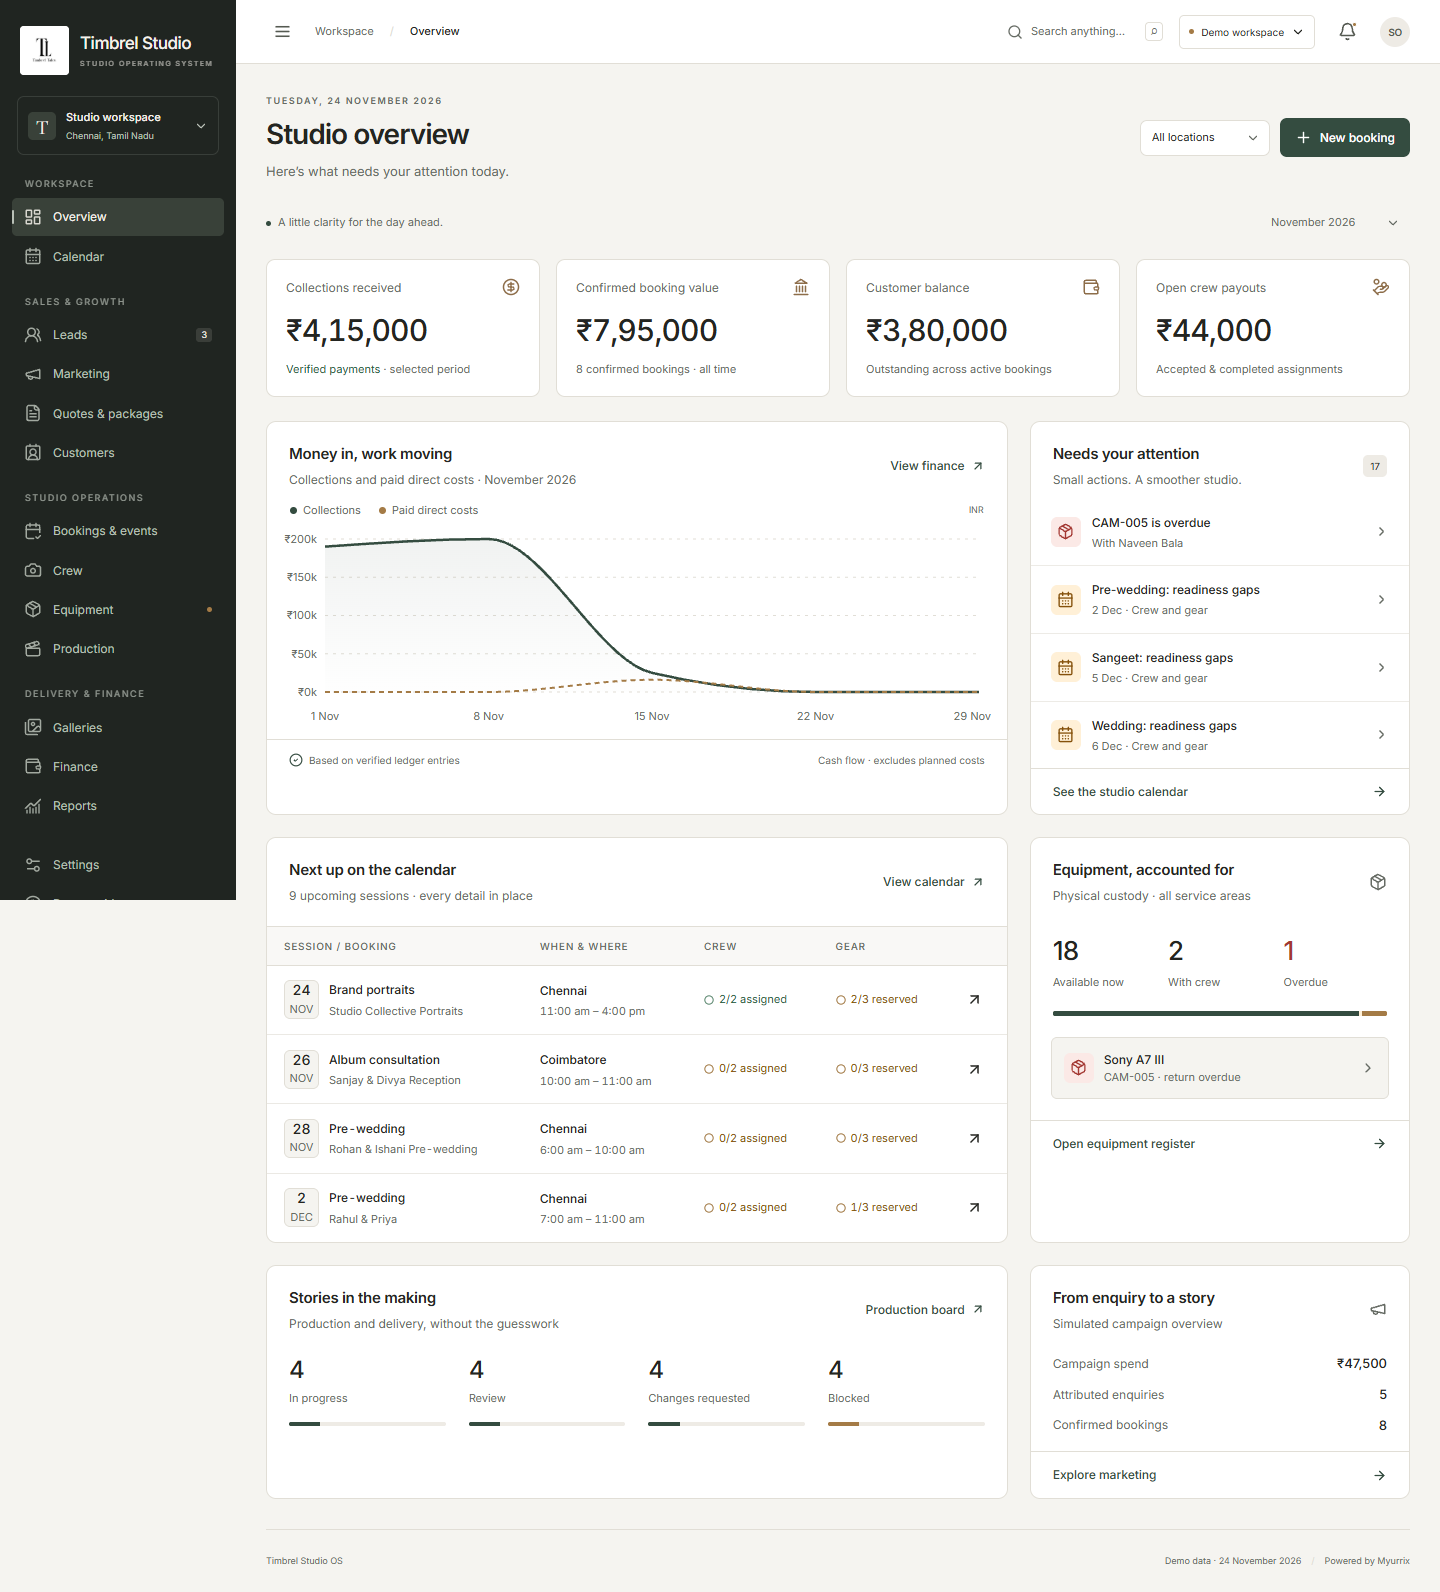 Timbrel Studio
STUDIO OPERATING SYSTEM
Studio workspace
Chennai, Tamil Nadu
WORKSPACE
Overview
Calendar
SALES & GROWTH
Leads 3
Marketing
Quotes & packages
Customers
STUDIO OPERATIONS
Bookings & events
Crew
Equipment
Production
DELIVERY & FINANCE
Galleries
Finance
Reports
Settings
Workspace / Overview
Search anything...
Demo workspace
SO
TUESDAY, 24 NOVEMBER 2026
Studio overview
Here's what needs your attention today.
All locations
New booking
A little clarity for the day ahead.
November 2026
Collections received
₹4,15,000
Verified payments · selected period
Confirmed booking value
₹7,95,000
8 confirmed bookings · all time
Customer balance
₹3,80,000
Outstanding across active bookings
Open crew payouts
₹44,000
Accepted & completed assignments
Money in, work moving
Collections and paid direct costs · November 2026
View finance
Collections
Paid direct costs
INR
₹200k
₹150k
₹100k
₹50k
₹0k
1 Nov 8 Nov 15 Nov 22 Nov 29 Nov
Based on verified ledger entries
Cash flow · excludes planned costs
Needs your attention
Small actions. A smoother studio.
17
CAM-005 is overdue
With Naveen Bala
Pre-wedding: readiness gaps
2 Dec · Crew and gear
Sangeet: readiness gaps
5 Dec · Crew and gear
Wedding: readiness gaps
6 Dec · Crew and gear
See the studio calendar
Next up on the calendar
9 upcoming sessions · every detail in place
View calendar
SESSION / BOOKING WHEN & WHERE CREW GEAR
24 NOV
Brand portraits
Studio Collective Portraits
Chennai
11:00 am – 4:00 pm
2/2 assigned
2/3 reserved
26 NOV
Album consultation
Sanjay & Divya Reception
Coimbatore
10:00 am – 11:00 am
0/2 assigned
0/3 reserved
28 NOV
Pre-wedding
Rohan & Ishani Pre-wedding
Chennai
6:00 am – 10:00 am
0/2 assigned
0/3 reserved
2 DEC
Pre-wedding
Rahul & Priya
Chennai
7:00 am – 11:00 am
0/2 assigned
1/3 reserved
Equipment, accounted for
Physical custody · all service areas
18
Available now
2
With crew
1
Overdue
Sony A7 III
CAM-005 · return overdue
Open equipment register
Stories in the making
Production and delivery, without the guesswork
Production board
4
In progress
4
Review
4
Changes requested
4
Blocked
From enquiry to a story
Simulated campaign overview
Campaign spend ₹47,500
Attributed enquiries 5
Confirmed bookings 8
Explore marketing
Timbrel Studio OS
Demo data · 24 November 2026 / Powered by Myurrix